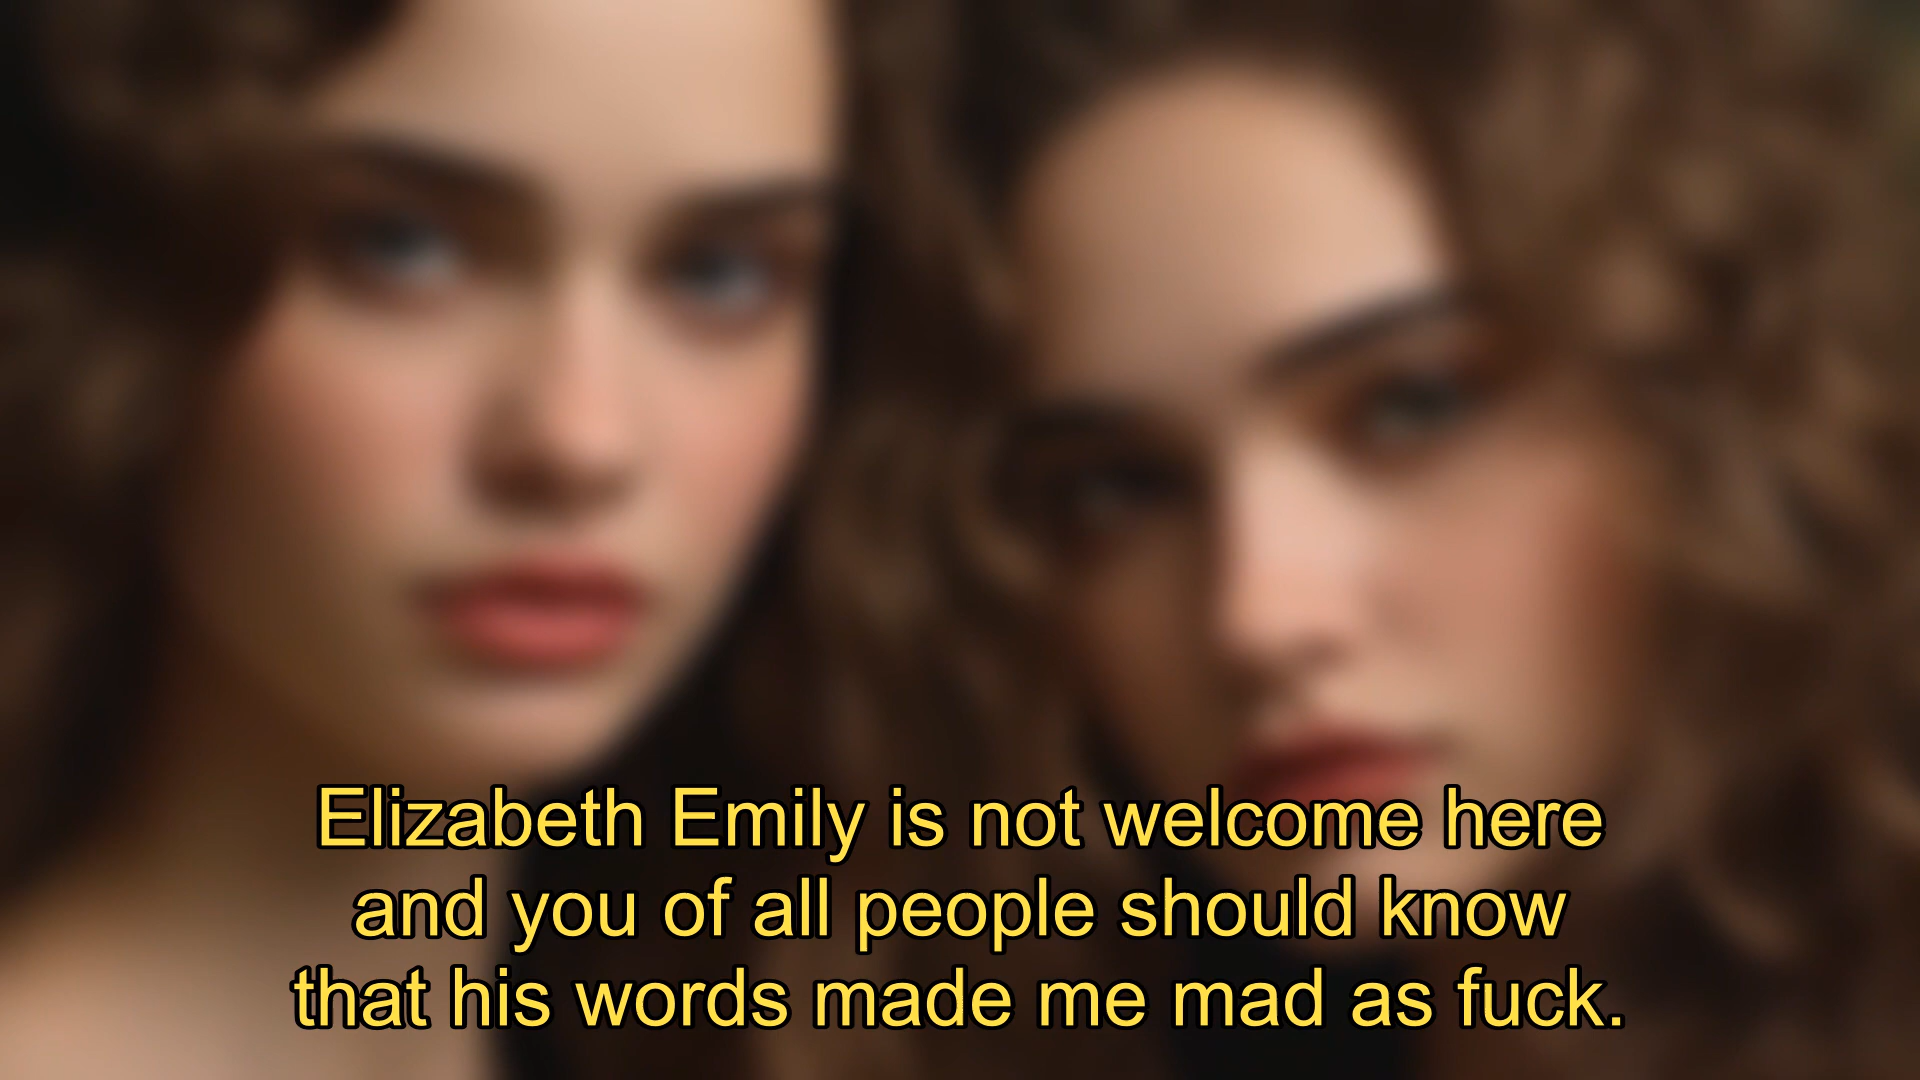 Elizabeth Emily is not welcome here
and you of all people should know
that his words made me mad as fuck.